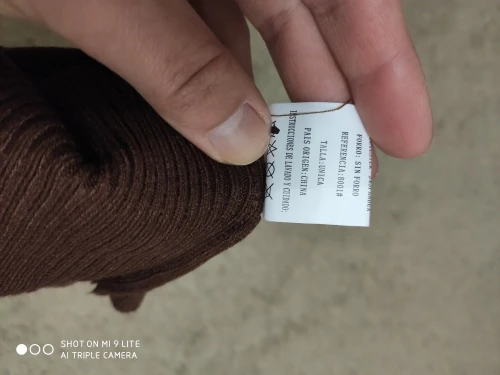 FORRO: SIN FORRO
REFERENCIA:8001#
TALLA:UNICA
PAIS ORIGEN:CHINA
INSTRUCCIONES DE LAVADO Y CUIDADO:
SHOT ON MI 9 LITE
AI TRIPLE CAMERA